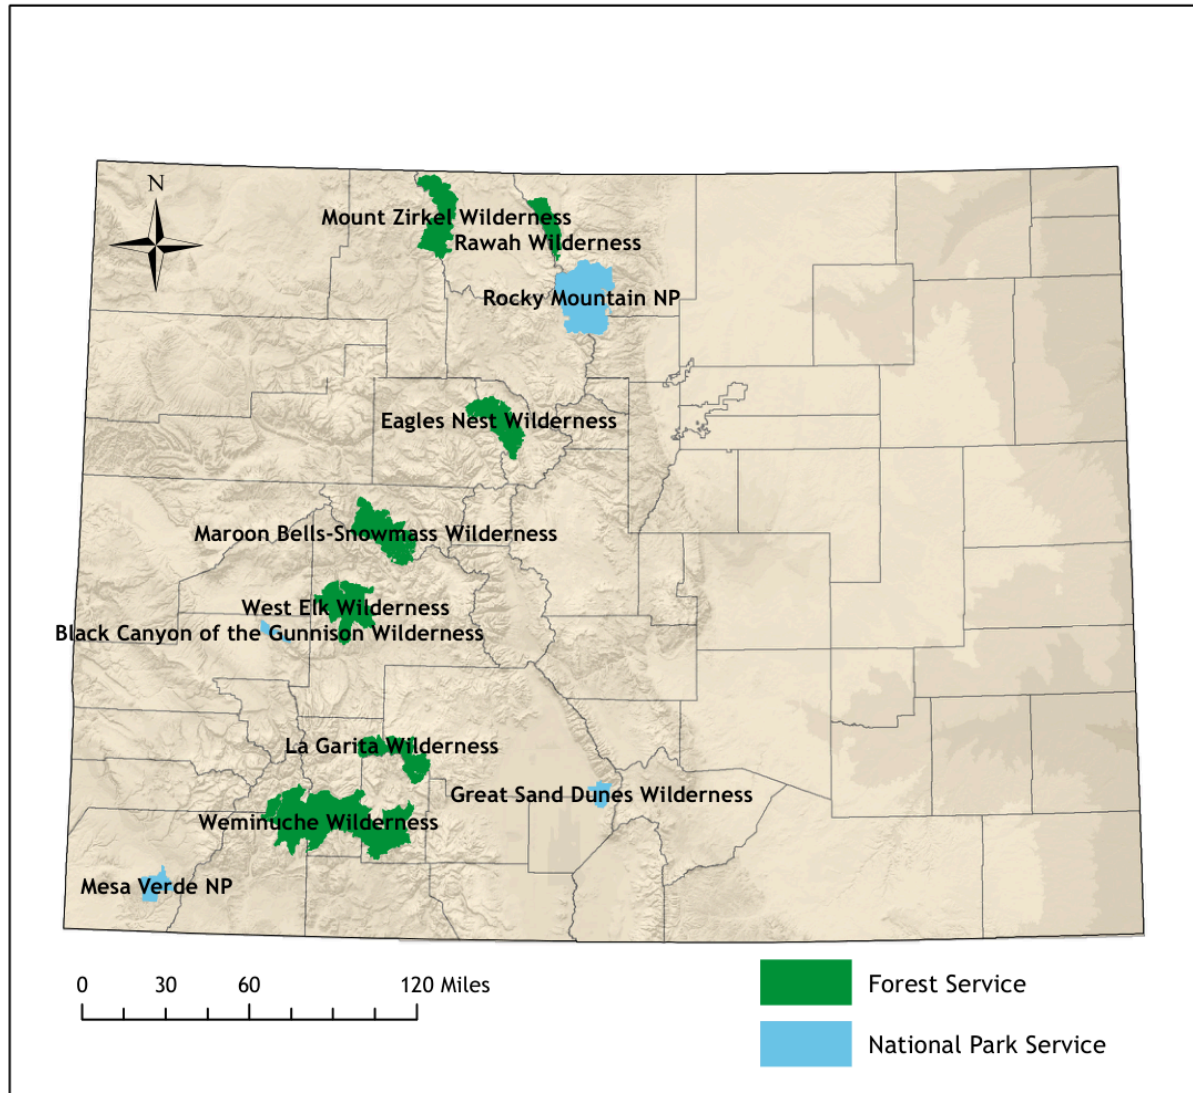 N
Mount Zirkel Wilderness
Rawah Wilderness
Rocky Mountain NP
Eagles Nest Wilderness
Maroon Bells-Snowmass Wilderness
West Elk Wilderness
Black Canyon of the Gunnison Wilderness
La Garita Wilderness
Great Sand Dunes Wilderness
Weminuche Wilderness
Mesa Verde NP
0 30 60 120 Miles
Forest Service
National Park Service